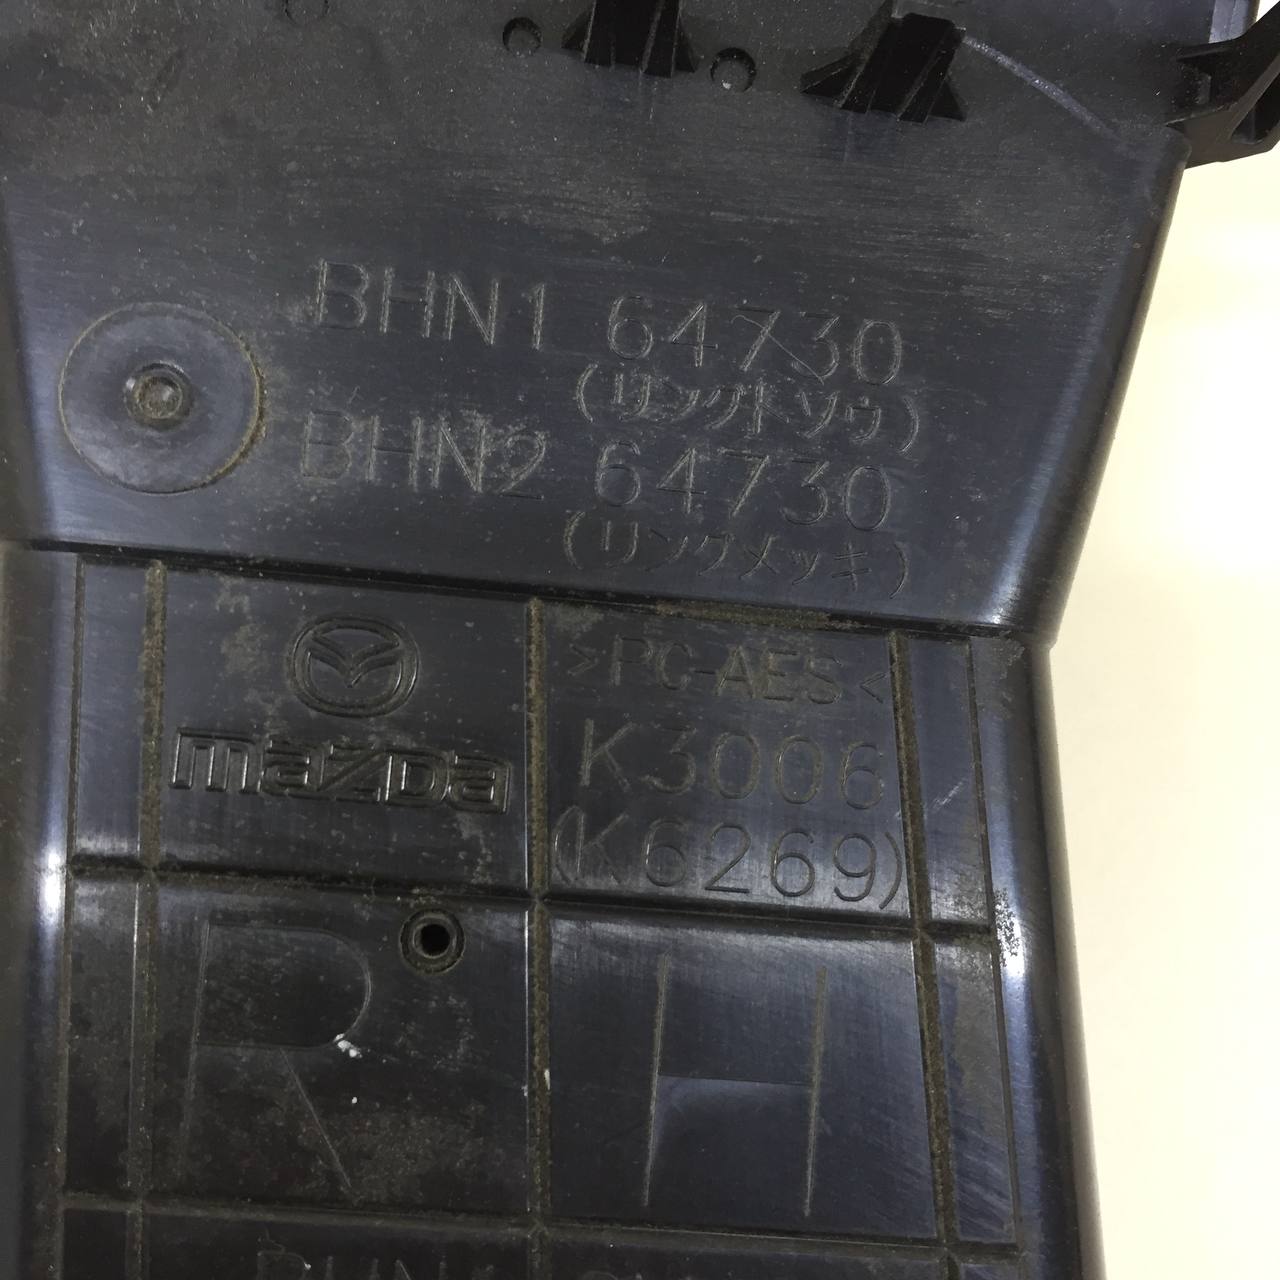 BHN1 64730
(リングトソウ)
BHN2 64730
(リングメッキ)
mazda
>PC-AES<
K3006
(K6269)
RH